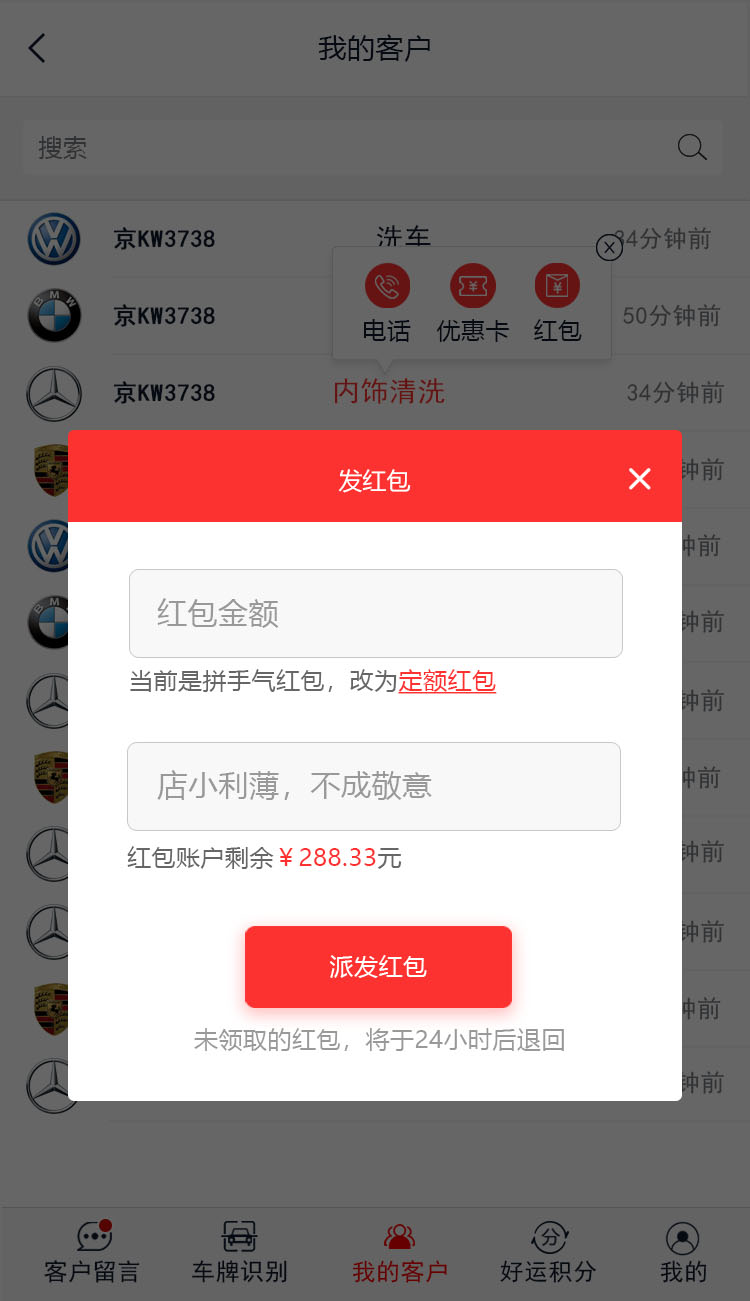 我的客户
搜索
京KW3738 洗车 34分钟前
电话 优惠卡 红包
京KW3738 50分钟前
京KW3738 内饰清洗 34分钟前
发红包
钟前
红包金额
钟前
当前是拼手气红包，改为定额红包
钟前
钟前
店小利薄，不成敬意
钟前
红包账户剩余￥288.33元
钟前
派发红包
钟前
钟前
未领取的红包，将于24小时后退回
钟前
客户留言 车牌识别 我的客户 好运积分 我的